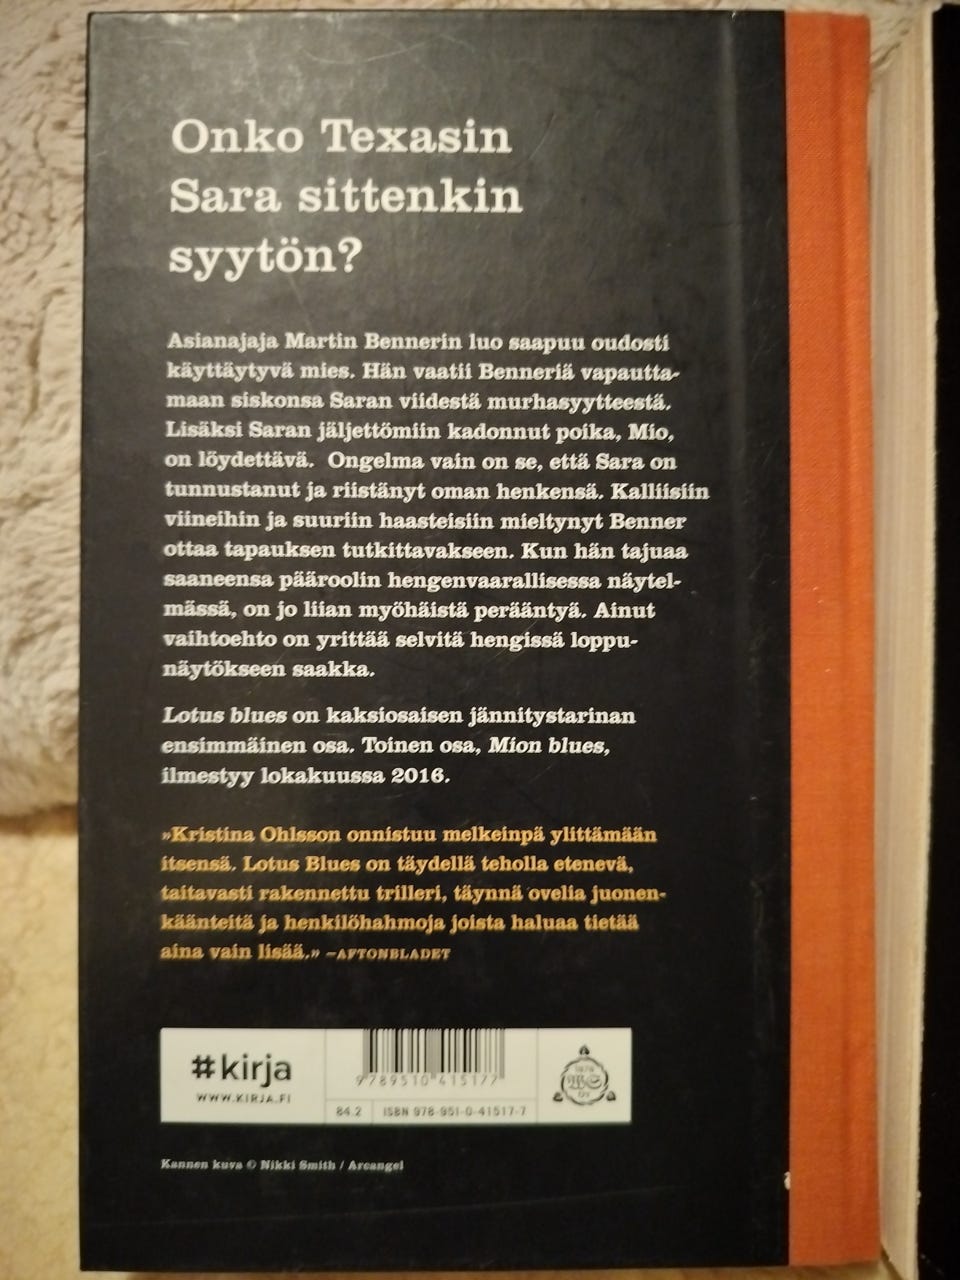 Onko Texasin
Sara sittenkin
syytön?
Asianajaja Martin Bennerin luo saapuu oudosti
käyttäytyvä mies. Hän vaatii Benneriä vapautta-
maan siskonsa Saran viidestä murhasyytteestä.
Lisäksi Saran jäljettömiin kadonnut poika, Mio,
on löydettävä. Ongelma vain on se, että Sara on
tunnustanut ja riistänyt oman henkensä. Kalliisiin
viineihin ja suuriin haasteisiin mieltynyt Benner
ottaa tapauksen tutkittavakseen. Kun hän tajuaa
saaneensa pääroolin hengenvaarallisessa näytel-
mässä, on jo liian myöhäistä perääntyä. Ainut
vaihtoehto on yrittää selvitä hengissä loppu-
näytökseen saakka.
Lotus blues on kaksiosaisen jännitystarinan
ensimmäinen osa. Toinen osa, Mion blues,
ilmestyy lokakuussa 2016.
»Kristina Ohlsson onnistuu melkeinpä ylittämään
itsensä. Lotus Blues on täydellä teholla etenevä,
taitavasti rakennettu trilleri, täynnä ovelia juonen-
käänteitä ja henkilöhahmoja joista haluaa tietää
aina vain lisää.» –AFTONBLADET
#kirja
WWW.KIRJA.FI
9789510415177
84.2 ISBN 978-951-0-41517-7
1878
WS
OY
Kannen kuva © Nikki Smith / Arcangel